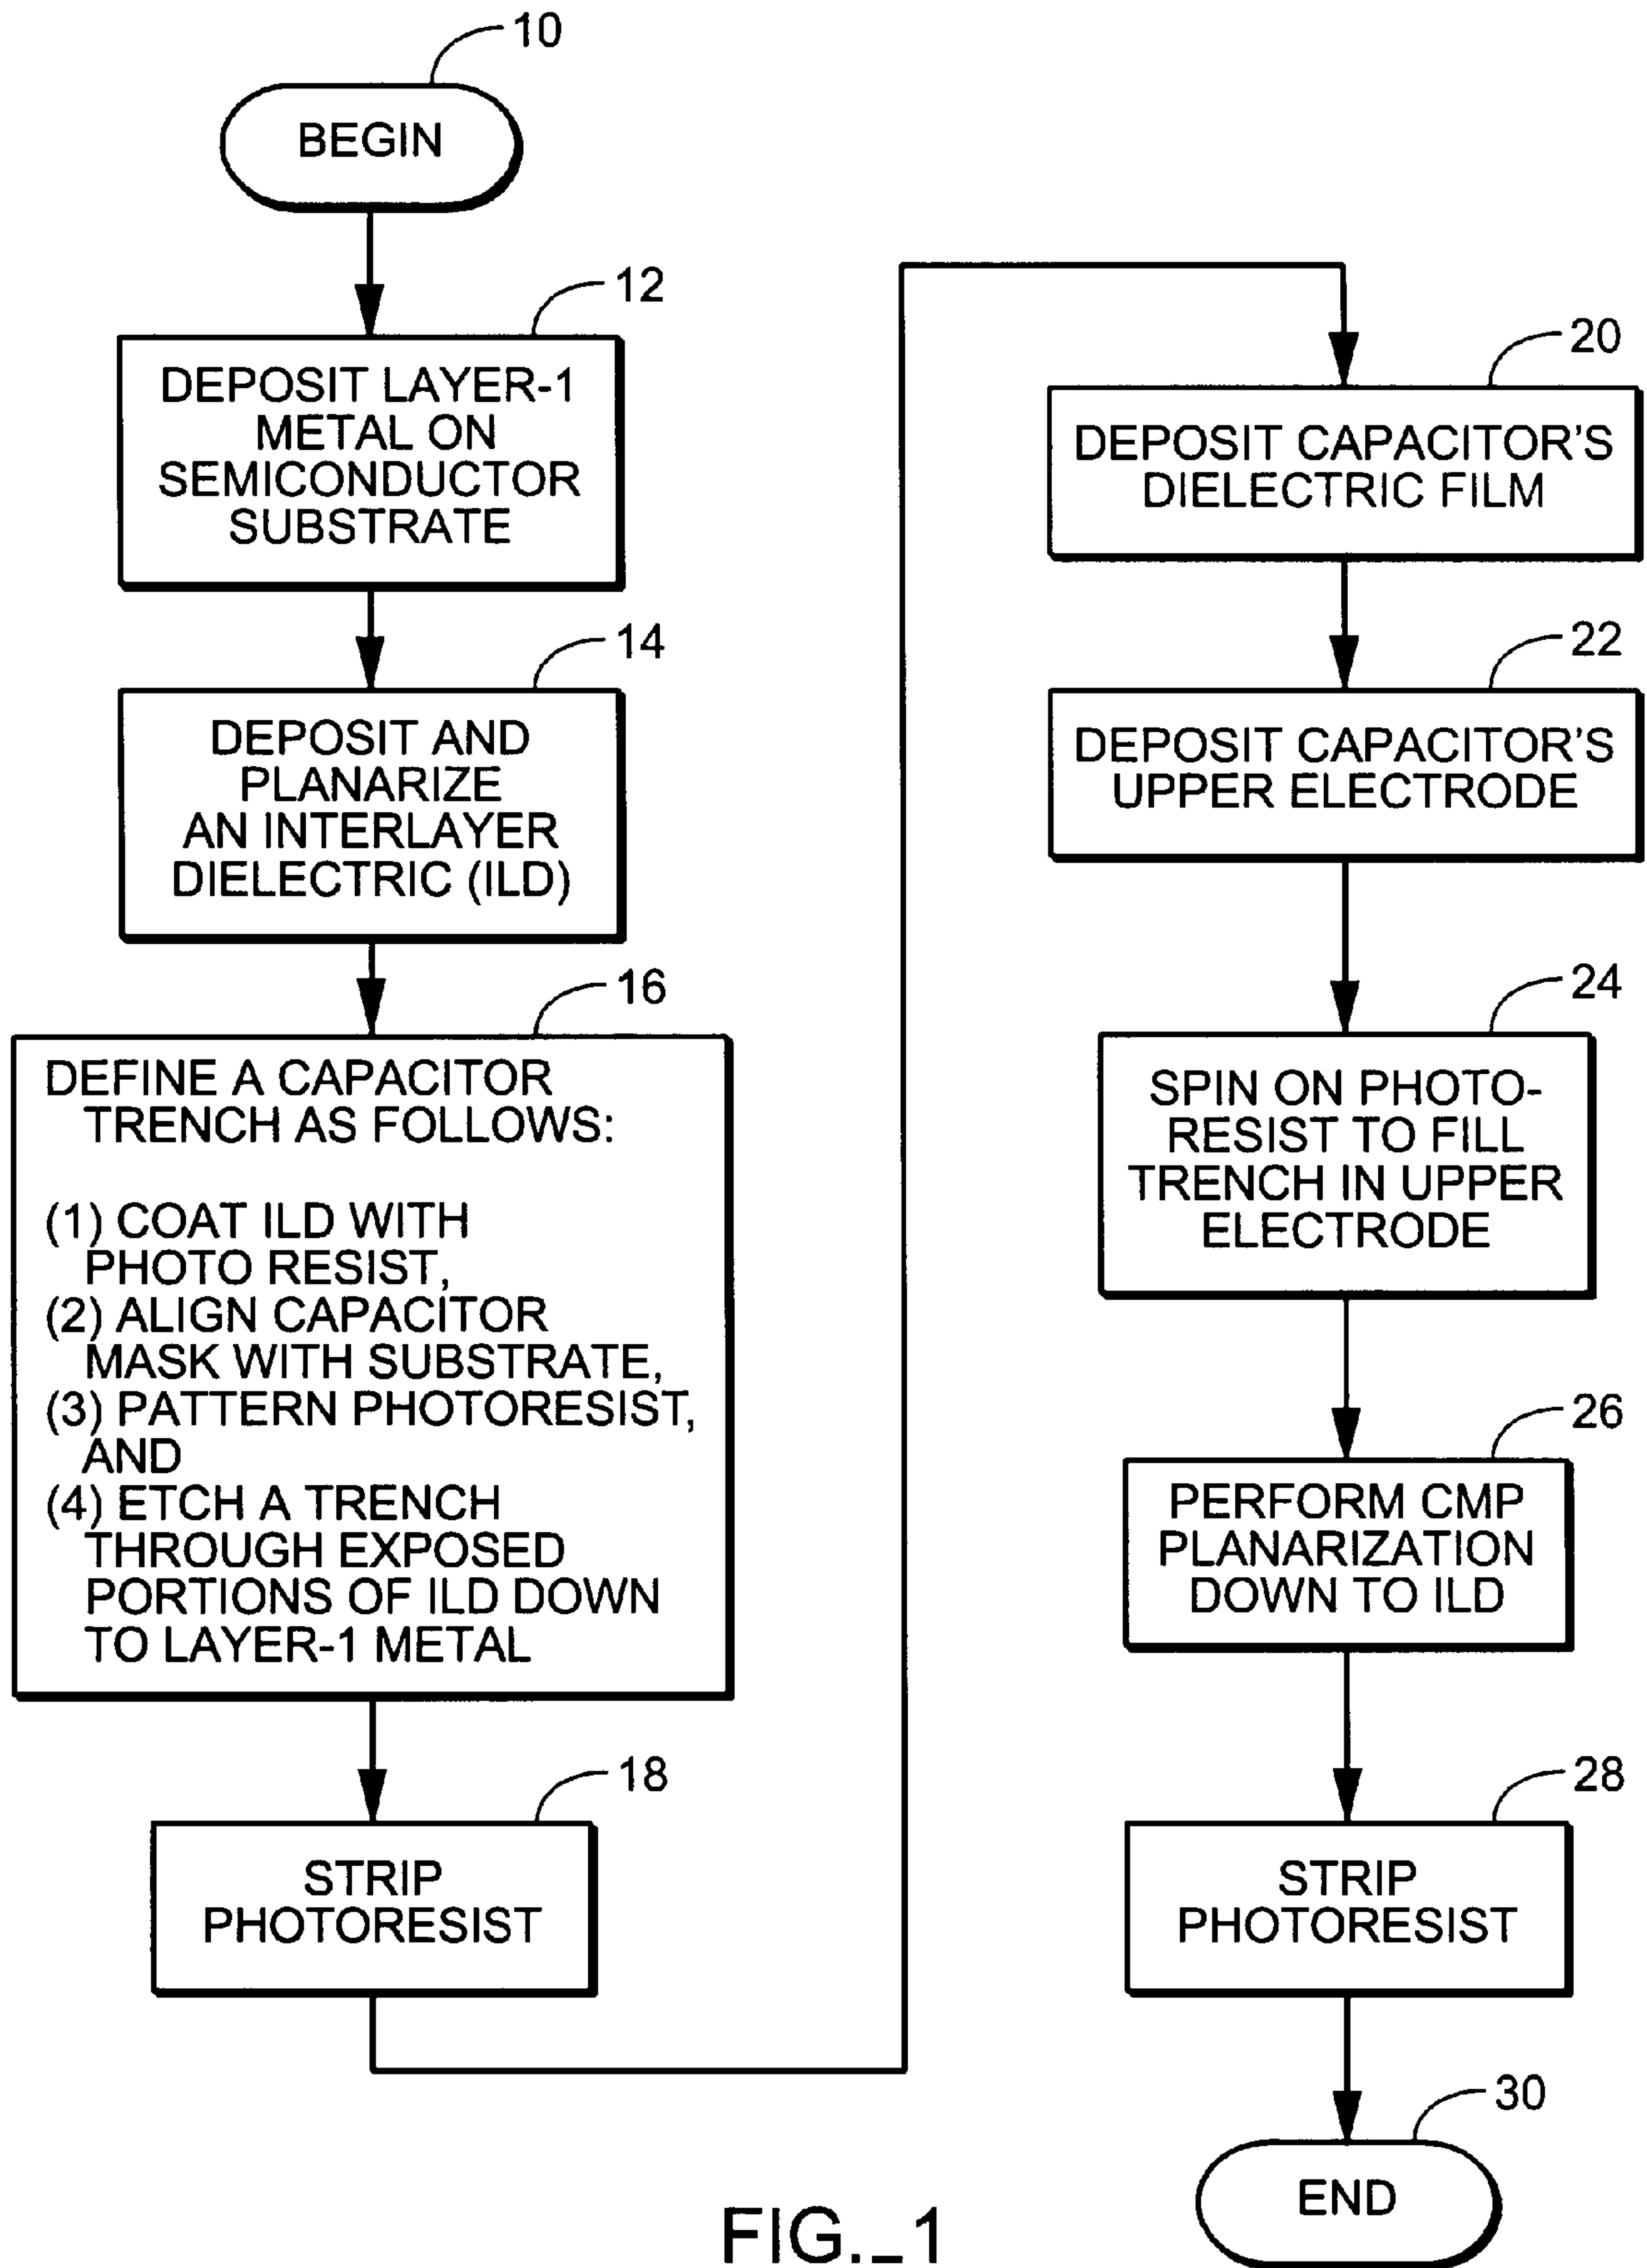 10
BEGIN
12
DEPOSIT LAYER-1
METAL ON
SEMICONDUCTOR
SUBSTRATE
14
DEPOSIT AND
PLANARIZE
AN INTERLAYER
DIELECTRIC (ILD)
16
DEFINE A CAPACITOR
TRENCH AS FOLLOWS:
(1) COAT ILD WITH
PHOTO RESIST,
(2) ALIGN CAPACITOR
MASK WITH SUBSTRATE,
(3) PATTERN PHOTORESIST,
AND
(4) ETCH A TRENCH
THROUGH EXPOSED
PORTIONS OF ILD DOWN
TO LAYER-1 METAL
18
STRIP
PHOTORESIST
20
DEPOSIT CAPACITOR'S
DIELECTRIC FILM
22
DEPOSIT CAPACITOR'S
UPPER ELECTRODE
24
SPIN ON PHOTO-
RESIST TO FILL
TRENCH IN UPPER
ELECTRODE
26
PERFORM CMP
PLANARIZATION
DOWN TO ILD
28
STRIP
PHOTORESIST
30
END
FIG._1